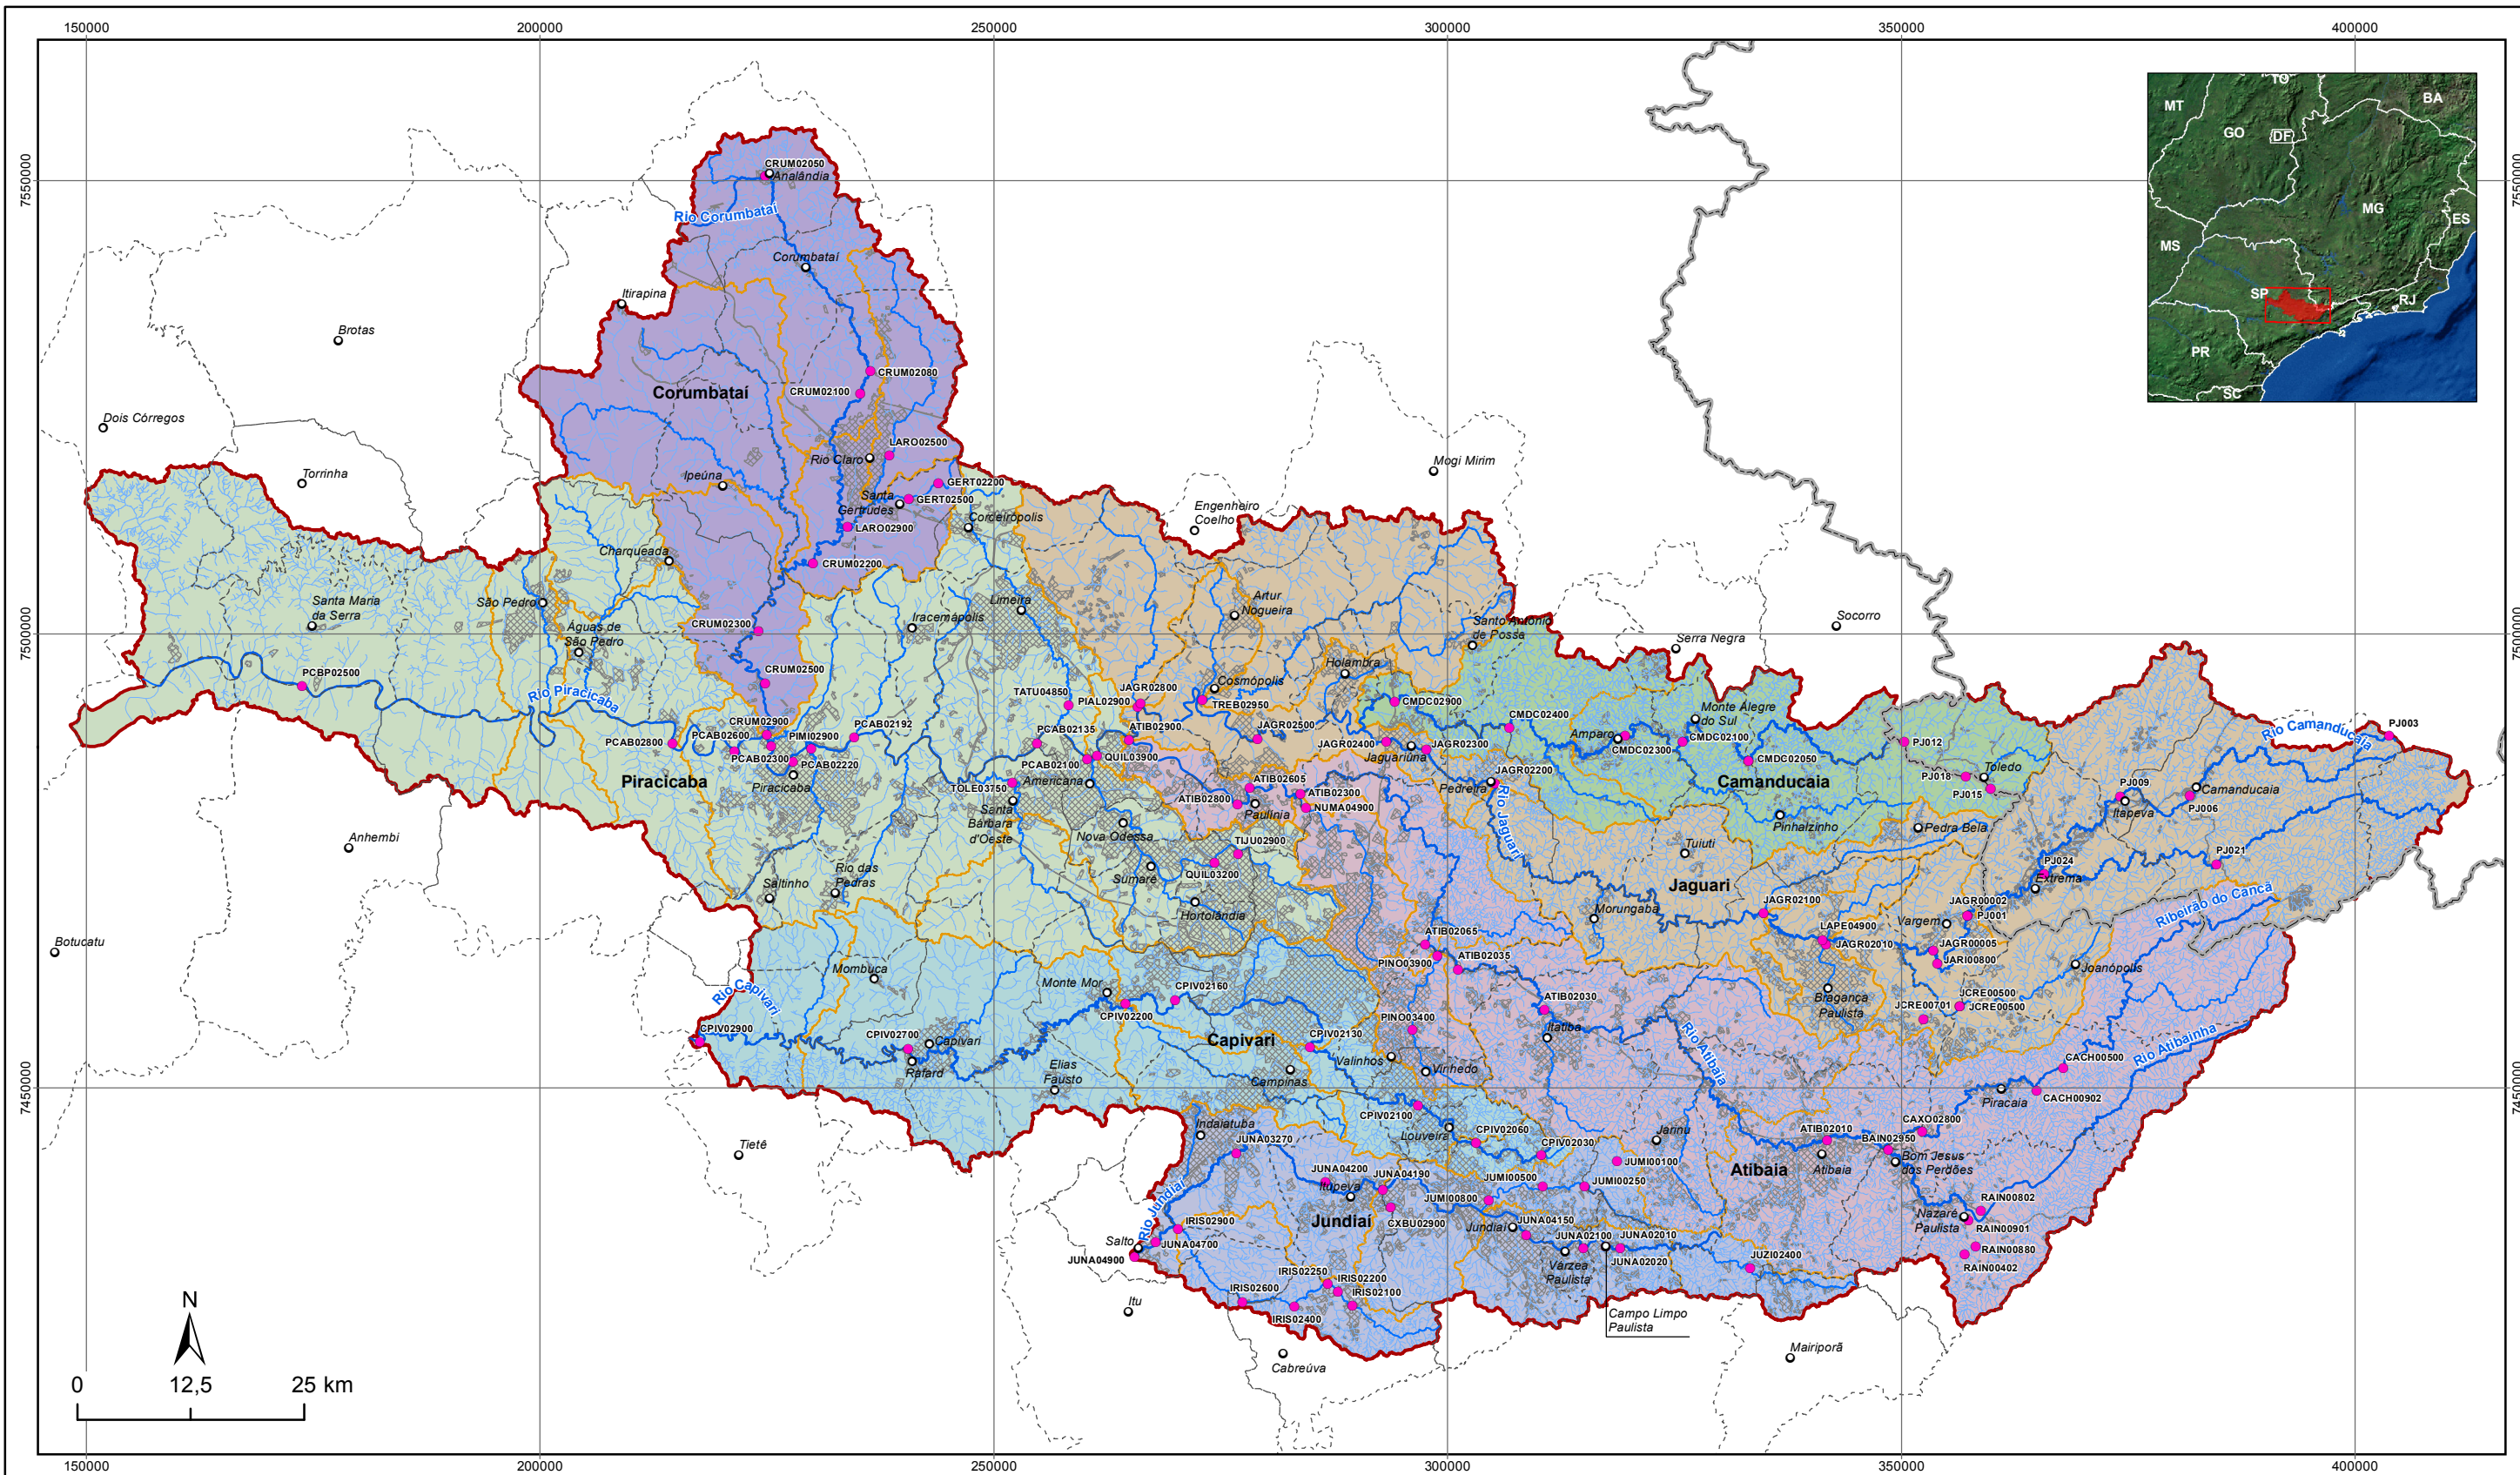 150000
200000
250000
300000
350000
400000
7550000
7550000
7500000
7500000
7450000
7450000
TO
MT
BA
GO
DF
MG
ES
MS
SP
RJ
PR
SC
CRUM02050
Analândia
Rio Corumbataí
Corumbataí
Itirapina
Brotas
CRUM02080
CRUM02100
Corumbataí
Dois Córregos
LARO02500
Rio Claro
Mogi Mirim
Torrinha
Ipeúna
GERT02200
Santa
Gertrudes
GERT02500
Engenheiro
Coelho
Cordeirópolis
LARO02900
Charqueada
CRUM02200
São Pedro
Santa Maria
da Serra
Limeira
Artur
Nogueira
Iracemápolis
Águas de
São Pedro
CRUM02300
Santo Antônio
de Possa
Serra Negra
Socorro
Holambra
PCBP02500
CRUM02500
Rio Piracicaba
TATU04850
JAGR02800
PIAL02900
Cosmópolis
TREB02950
CMDC02900
Monte Alegre
do Sul
CMDC02400
Amparo
CMDC02300
CMDC02100
CMDC02050
Rio Camanducaia
PJ003
PJ012
CRUM02900
PCAB02192
PCAB02600
PIMI02900
PCAB02800
PCAB02300
PCAB02220
PCAB02135
ATIB02900
JAGR02500
JAGR02400
JAGR02300
Jaguariúna
QUIL03900
PCAB02100
Americana
Piracicaba
Piracicaba
TOLE03750
Santa
Bárbara
d'Oeste
ATIB02605
ATIB02800
ATIB02300
NUMA04900
Paulínia
JAGR02200
Pedreira
Rio Jaguari
Camanducaia
PJ018
Toledo
PJ015
PJ009
Itapeva
Camanducaia
PJ006
Pinhalzinho
Pedra Bela
Anhembi
Nova Odessa
TIJU02900
QUIL03200
Sumaré
Hortolândia
Tuiuti
Jaguari
PJ024
Extrema
PJ021
Ribeirão do Cancã
Saltinho
Rio das
Pedras
Morungaba
JAGR02100
JAGR00002
PJ001
Vargem
LAPE04900
JAGR02010
JAGR00005
JARI00800
Joanópolis
Botucatu
ATIB02065
PINO03900
ATIB02035
Mombuca
Monte Mor
CPIV02160
CPIV02200
Rio Capivari
CPIV02900
CPIV02700
Capivari
Rafard
Capivari
Elias
Fausto
Campinas
CPIV02130
PINO03400
Valinhos
Vinhedo
ATIB02030
Itatiba
Rio Atibaia
Bragança
Paulista
JCRE00701
JCRE00500
JCRE00500
CACH00500
Rio Atibainha
Piracaia
CACH00902
CAXO02800
ATIB02010
BAIN02950
Bom Jesus
dos Perdões
Atibaia
Atibaia
Tietê
Indaiatuba
JUNA03270
CPIV02100
Louveira
CPIV02060
CPIV02030
Jarinu
JUMI00100
JUNA04200
JUNA04190
Itupeva
JUMI00500
JUMI00250
JUMI00800
Jundiaí
CXBU02900
Jundiaí
JUNA04150
Rio Jundiaí
IRIS02900
Salto
JUNA04700
JUNA04900
JUNA02100
JUNA02010
JUNA02020
Várzea
Paulista
JUZI02400
RAIN00802
Nazaré
Paulista
RAIN00901
RAIN00880
RAIN00402
Itu
IRIS02600
IRIS02250
IRIS02200
IRIS02100
IRIS02400
Campo Limpo
Paulista
Cabreúva
Mairiporã
N
0
12,5
25 km
150000
200000
250000
300000
350000
400000